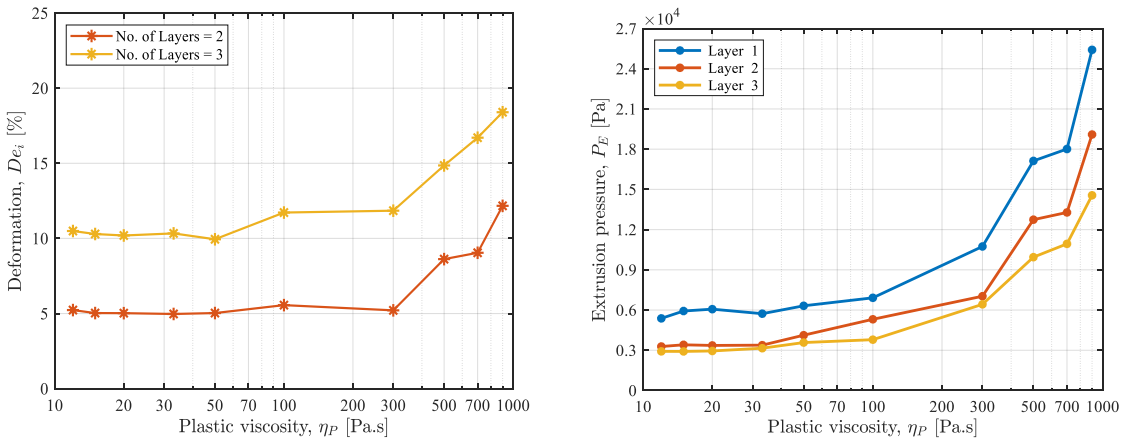 25
20
15
10
5
0
Deformation, De_i [%]
No. of Layers = 2
No. of Layers = 3
10 20 30 50 70 100 200 300 500 700 1000
Plastic viscosity, η_P [Pa.s]
×10^4
2.7
2.4
2.1
1.8
1.5
1.2
0.9
0.6
0.3
0
Extrusion pressure, P_E [Pa]
Layer 1
Layer 2
Layer 3
10 20 30 50 70 100 200 300 500 700 1000
Plastic viscosity, η_P [Pa.s]